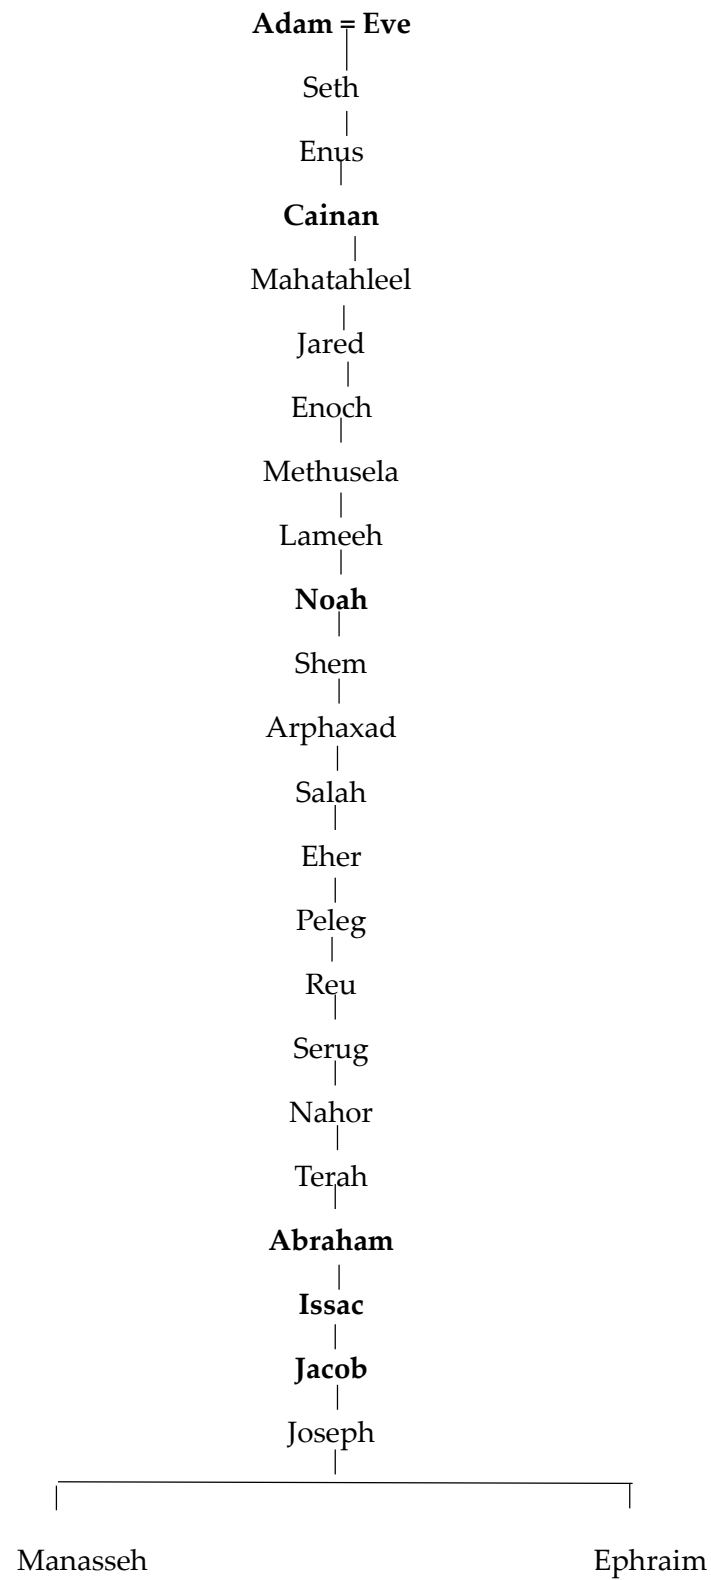 Adam = Eve
Seth
Enus
Cainan
Mahatahleel
Jared
Enoch
Methusela
Lameeh
Noah
Shem
Arphaxad
Salah
Eher
Peleg
Reu
Serug
Nahor
Terah
Abraham
Issac
Jacob
Joseph
Manasseh Ephraim